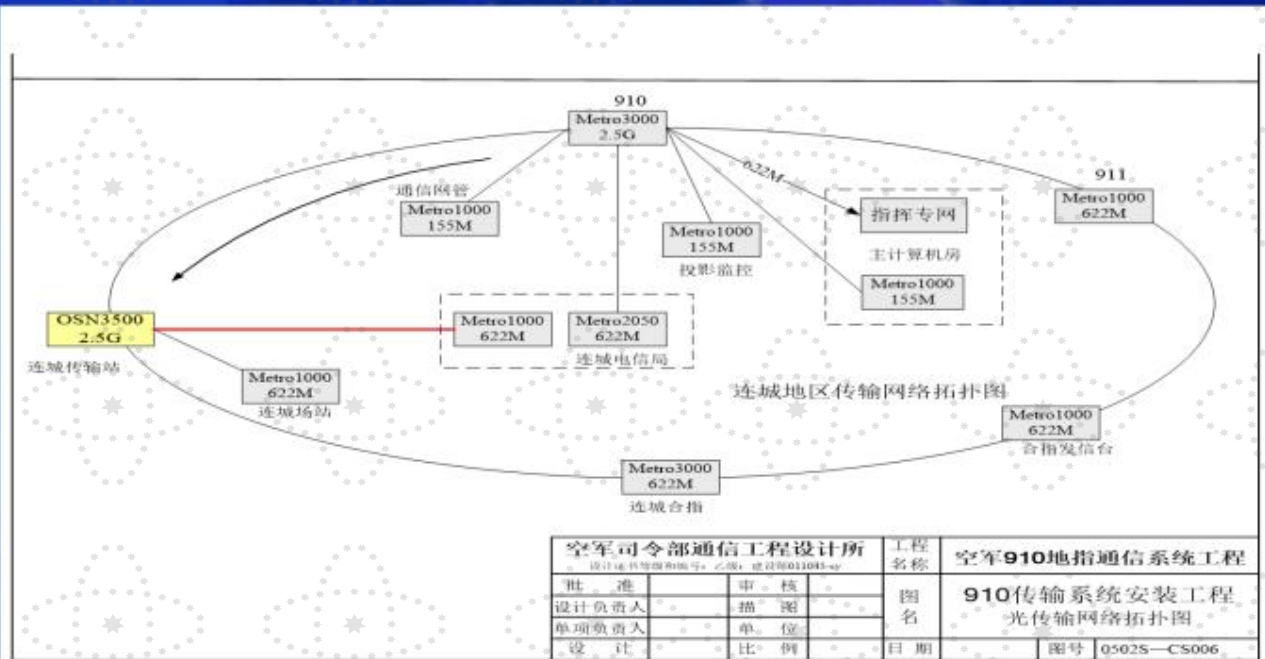 910
Metro3000
2.5G
622M
911
通信网管
Metro1000
155M
Metro1000
155M
投影监控
指挥专网
主计算机房
Metro1000
155M
Metro1000
622M
OSN3500
2.5G
连城传输站
Metro1000
622M
Metro2050
622M
连城电信局
Metro1000
622M
连城场站
连城地区传输网络拓扑图
Metro1000
622M
合指发信台
Metro3000
622M
连城合指
空军司令部通信工程设计所
工程
名称
空军910地指通信系统工程
批 准
审 核
设计负责人
描 图
单项负责人
单 位
设 计
比 例
图
名
910传输系统安装工程
光传输网络拓扑图
日 期
图号
0502S—CS006